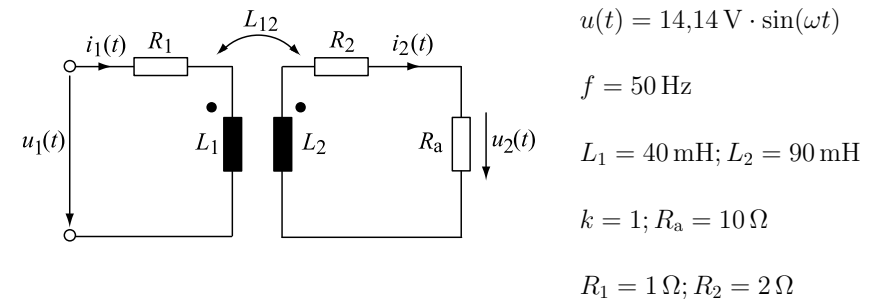 L₁₂
i₁(t) R₁ R₂ i₂(t)
u₁(t) L₁ L₂ Rₐ u₂(t)
u(t) = 14,14 V · sin(ωt)
f = 50 Hz
L₁ = 40 mH; L₂ = 90 mH
k = 1; Rₐ = 10 Ω
R₁ = 1 Ω; R₂ = 2 Ω